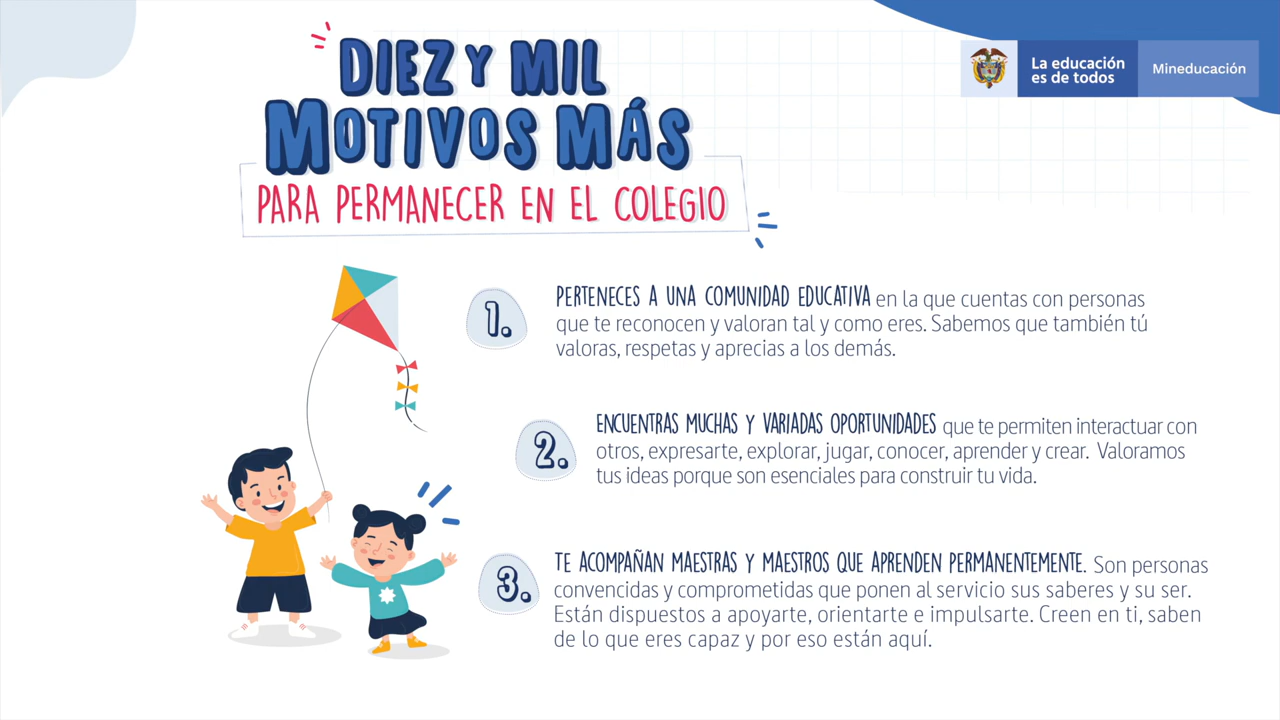 DIEZ Y MIL
MOTIVOS MÁS
PARA PERMANECER EN EL COLEGIO
La educación
es de todos
Mineducación
1.
PERTENECES A UNA COMUNIDAD EDUCATIVA en la que cuentas con personas
que te reconocen y valoran tal y como eres. Sabemos que también tú
valoras, respetas y aprecias a los demás.
2.
ENCUENTRAS MUCHAS Y VARIADAS OPORTUNIDADES que te permiten interactuar con
otros, expresarte, explorar, jugar, conocer, aprender y crear. Valoramos
tus ideas porque son esenciales para construir tu vida.
3.
TE ACOMPAÑAN MAESTRAS Y MAESTROS QUE APRENDEN PERMANENTEMENTE. Son personas
convencidas y comprometidas que ponen al servicio sus saberes y su ser.
Están dispuestos a apoyarte, orientarte e impulsarte. Creen en ti, saben
de lo que eres capaz y por eso están aquí.